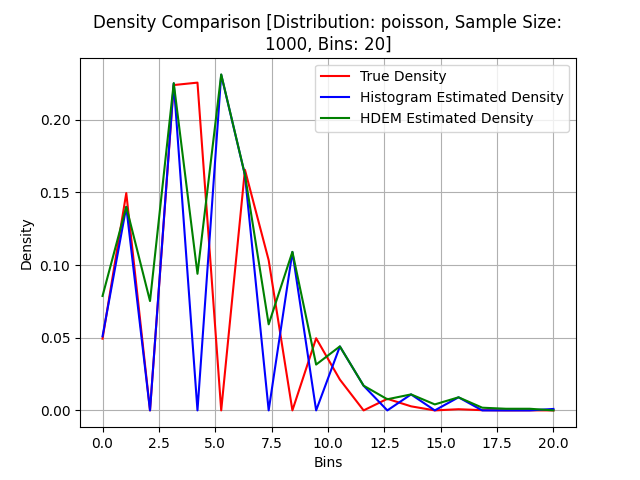 Density Comparison [Distribution: poisson, Sample Size:
1000, Bins: 20]
True Density
Histogram Estimated Density
HDEM Estimated Density
Density
0.20
0.15
0.10
0.05
0.00
0.0 2.5 5.0 7.5 10.0 12.5 15.0 17.5 20.0
Bins